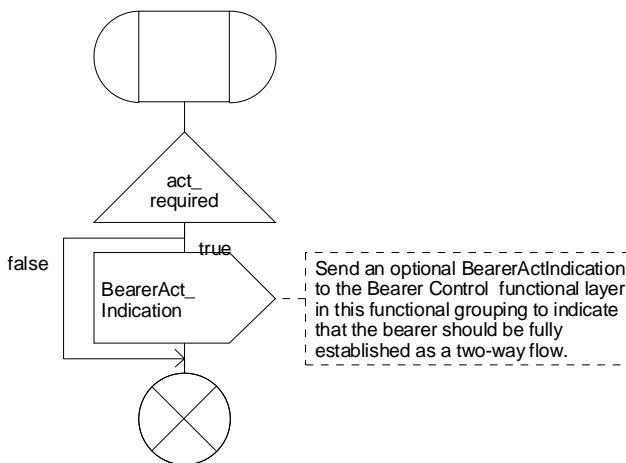 act_
required
true
false
BearerAct_
Indication
Send an optional BearerActIndication
to the Bearer Control functional layer
in this functional grouping to indicate
that the bearer should be fully
established as a two-way flow.